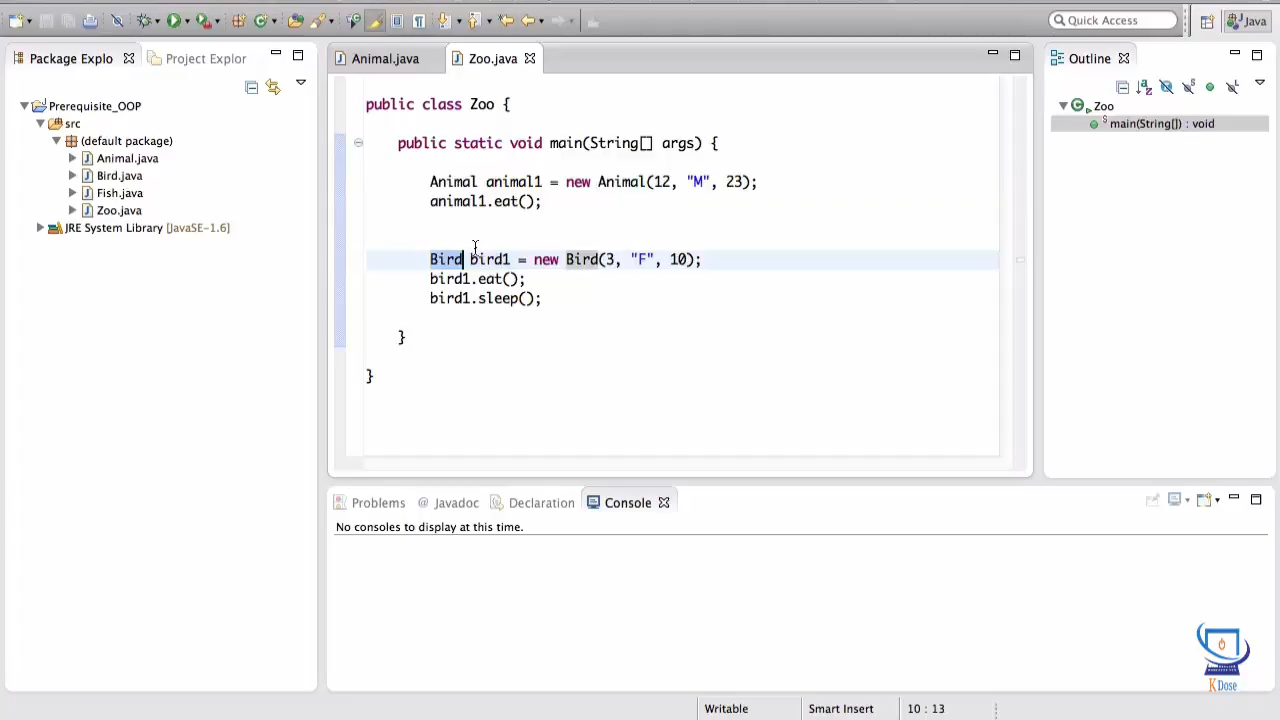 Quick Access
Java
Package Explo
Project Explor
Prerequisite_OOP
src
(default package)
Animal.java
Bird.java
Fish.java
Zoo.java
JRE System Library [JavaSE-1.6]
Animal.java
Zoo.java
public class Zoo {
public static void main(String[] args) {
Animal animal1 = new Animal(12, "M", 23);
animal1.eat();
Bird bird1 = new Bird(3, "F", 10);
bird1.eat();
bird1.sleep();
}
}
Outline
Zoo
main(String[]) : void
Problems
@ Javadoc
Declaration
Console
No consoles to display at this time.
K Dose
Writable
Smart Insert
10 : 13